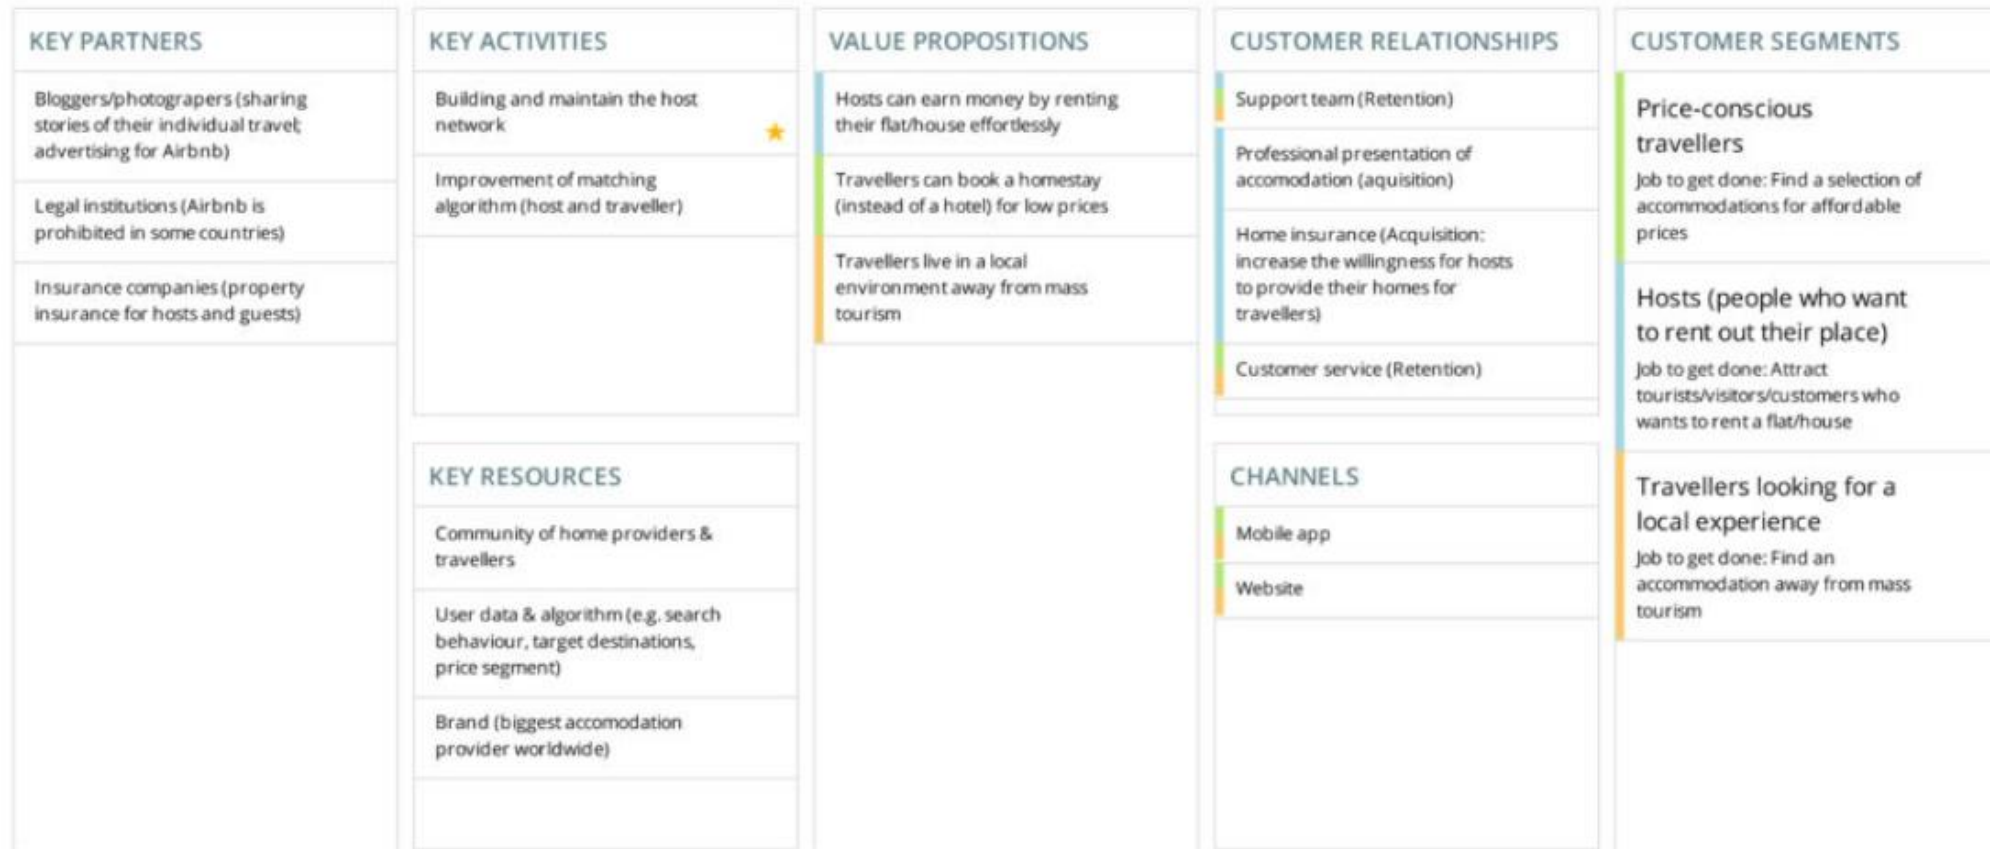 KEY PARTNERS
Bloggers/photograpers (sharing
stories of their individual travel;
advertising for Airbnb)
Legal institutions (Airbnb is
prohibited in some countries)
Insurance companies (property
insurance for hosts and guests)
KEY ACTIVITIES
Building and maintain the host
network
Improvement of matching
algorithm (host and traveller)
KEY RESOURCES
Community of home providers &
travellers
User data & algorithm (e.g. search
behaviour, target destinations,
price segment)
Brand (biggest accomodation
provider worldwide)
VALUE PROPOSITIONS
Hosts can earn money by renting
their flat/house effortlessly
Travellers can book a homestay
(instead of a hotel) for low prices
Travellers live in a local
environment away from mass
tourism
CUSTOMER RELATIONSHIPS
Support team (Retention)
Professional presentation of
accomodation (aquisition)
Home insurance (Acquisition:
increase the willingness for hosts
to provide their homes for
travellers)
Customer service (Retention)
CHANNELS
Mobile app
Website
CUSTOMER SEGMENTS
Price-conscious
travellers
Job to get done: Find a selection of
accommodations for affordable
prices
Hosts (people who want
to rent out their place)
Job to get done: Attract
tourists/visitors/customers who
wants to rent a flat/house
Travellers looking for a
local experience
Job to get done: Find an
accommodation away from mass
tourism